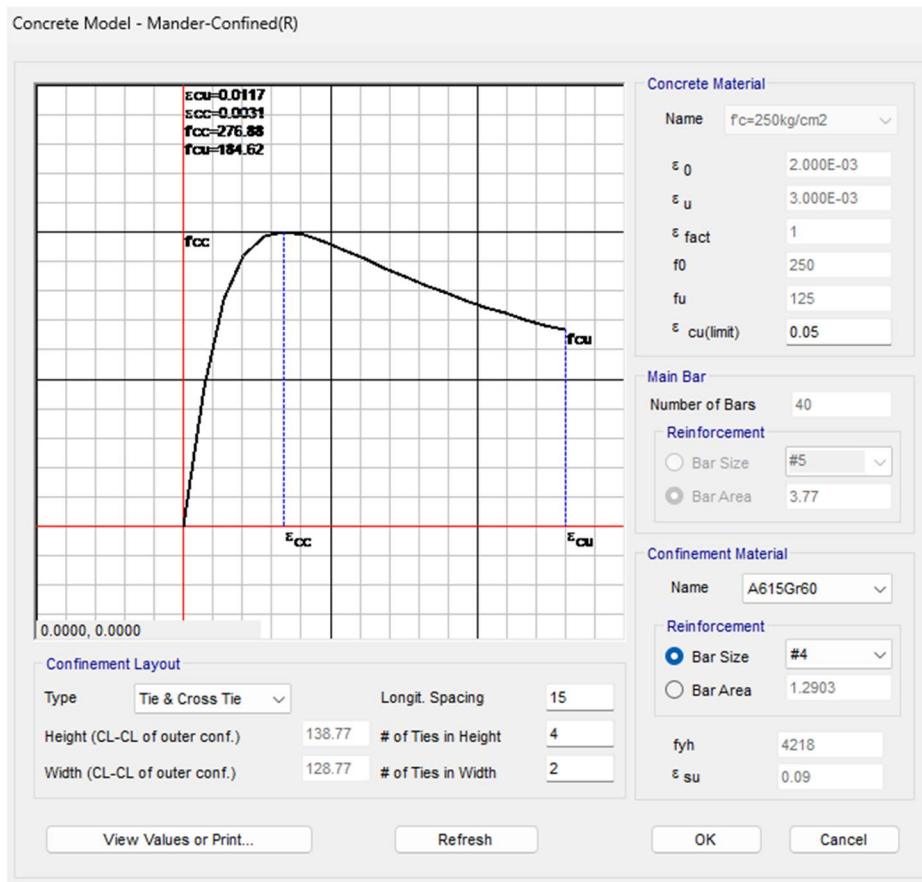 Concrete Model - Mander-Confined(R)
εcu=0.0117
εcc=0.0031
fcc=276.88
fcu=184.62
fcc
fcu
εcc
εcu
0.0000, 0.0000
Concrete Material
Name f'c=250kg/cm2
ε 0 2.000E-03
ε u 3.000E-03
ε fact 1
f0 250
fu 125
ε cu(limit) 0.05
Main Bar
Number of Bars 40
Reinforcement
Bar Size #5
Bar Area 3.77
Confinement Material
Name A615Gr60
Reinforcement
Bar Size #4
Bar Area 1.2903
fyh 4218
ε su 0.09
Confinement Layout
Type Tie & Cross Tie Longit. Spacing 15
Height (CL-CL of outer conf.) 138.77 # of Ties in Height 4
Width (CL-CL of outer conf.) 128.77 # of Ties in Width 2
View Values or Print... Refresh OK Cancel